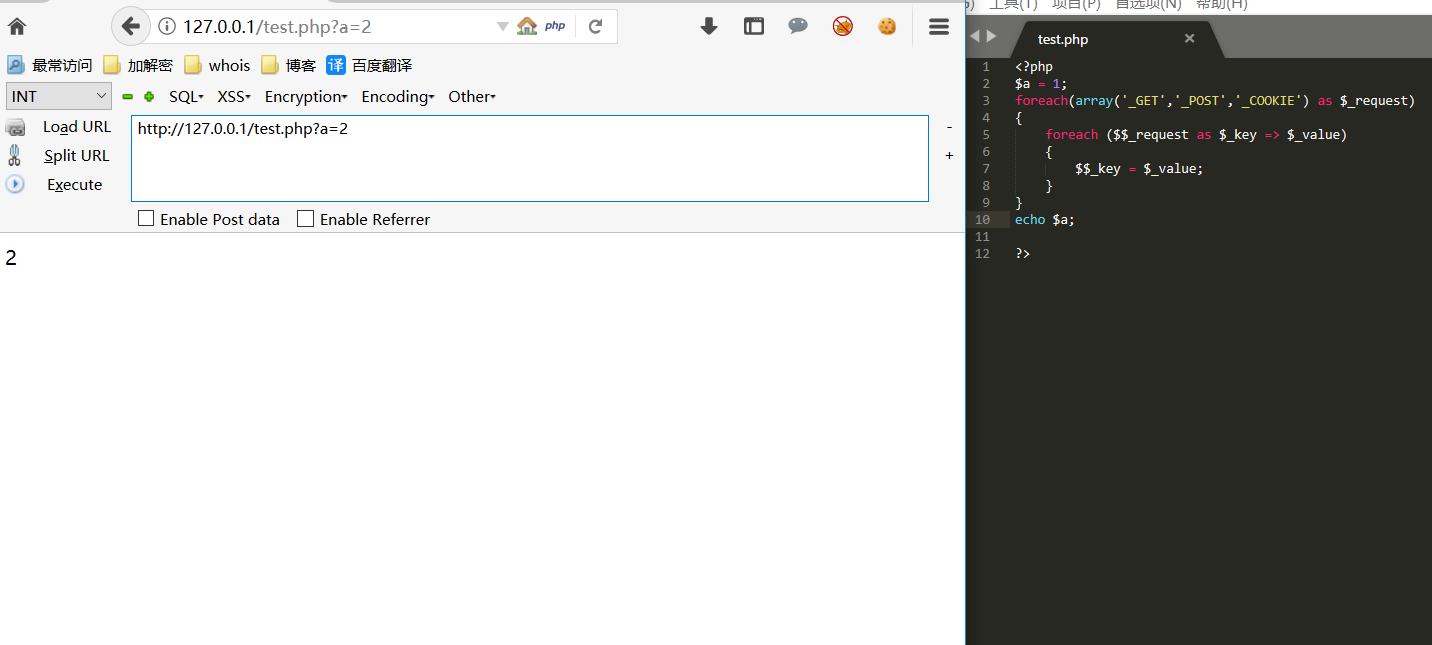 127.0.0.1/test.php?a=2
php
最常访问 加解密 whois 博客 译 百度翻译
INT SQL XSS Encryption Encoding Other
Load URL
http://127.0.0.1/test.php?a=2
-
Split URL
+
Execute
Enable Post data Enable Referrer
2
工具(T) 项目(P) 首选项(N) 帮助(H)
test.php
1 <?php
2 $a = 1;
3 foreach(array('_GET','_POST','_COOKIE') as $_request)
4 {
5 foreach ($$_request as $_key => $_value)
6 {
7 $$_key = $_value;
8 }
9 }
10 echo $a;
11
12 ?>